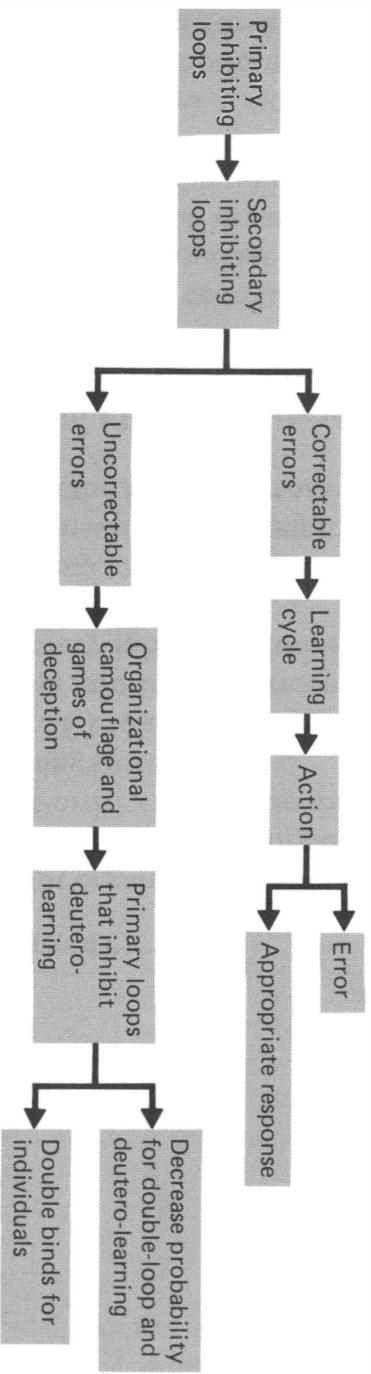 Primary
inhibiting
loops
Secondary
inhibiting
loops
Correctable
errors
Learning
cycle
Action
Error
Appropriate response
Uncorrectable
errors
Organizational
camouflage and
games of
deception
Primary loops
that inhibit
deutero-
learning
Decrease probability
for double-loop and
deutero-learning
Double binds for
individuals